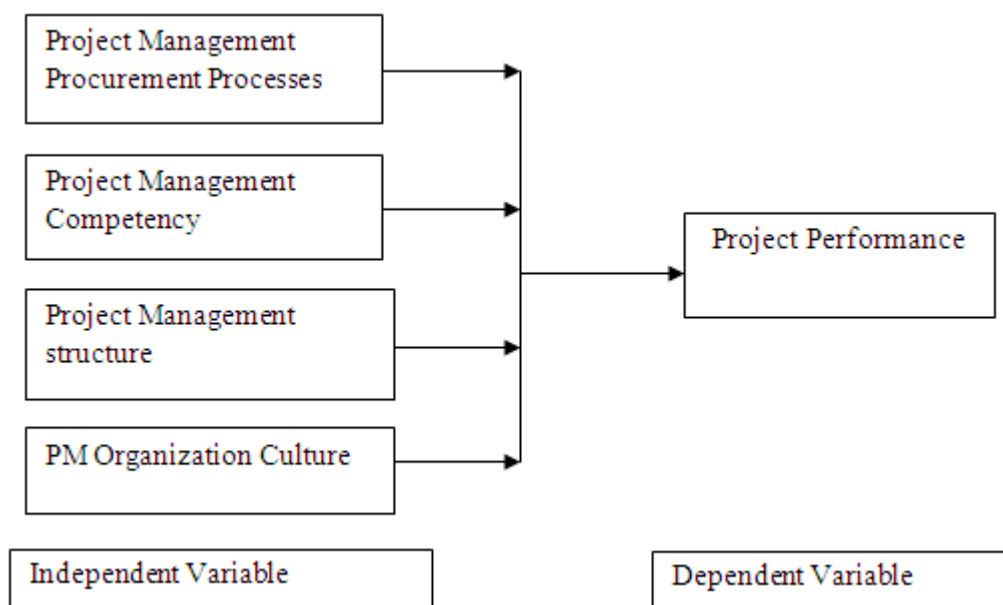 Project Management
Procurement Processes
Project Management
Competency
Project Management
structure
PM Organization Culture
Project Performance
Independent Variable
Dependent Variable